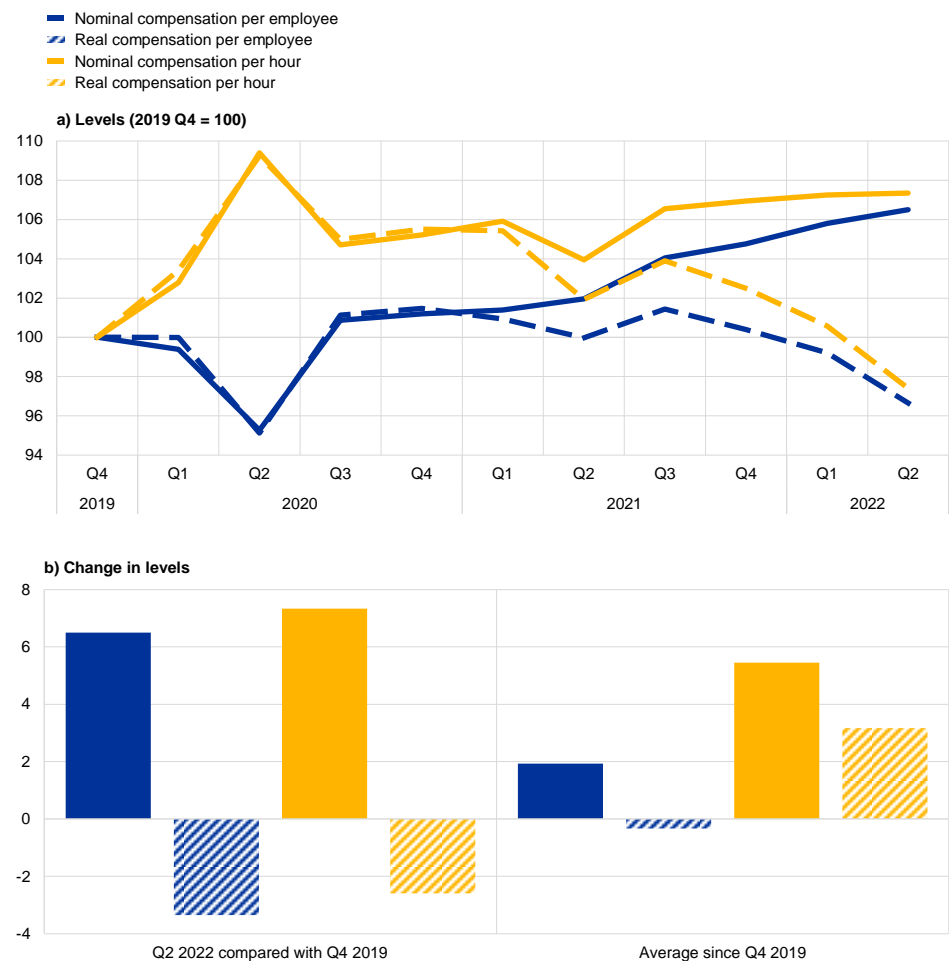 Nominal compensation per employee
Real compensation per employee
Nominal compensation per hour
Real compensation per hour
a) Levels (2019 Q4 = 100)
110
108
106
104
102
100
98
96
94
Q4 Q1 Q2 Q3 Q4 Q1 Q2 Q3 Q4 Q1 Q2
2019 2020 2021 2022
b) Change in levels
8
6
4
2
0
-2
-4
Q2 2022 compared with Q4 2019 Average since Q4 2019